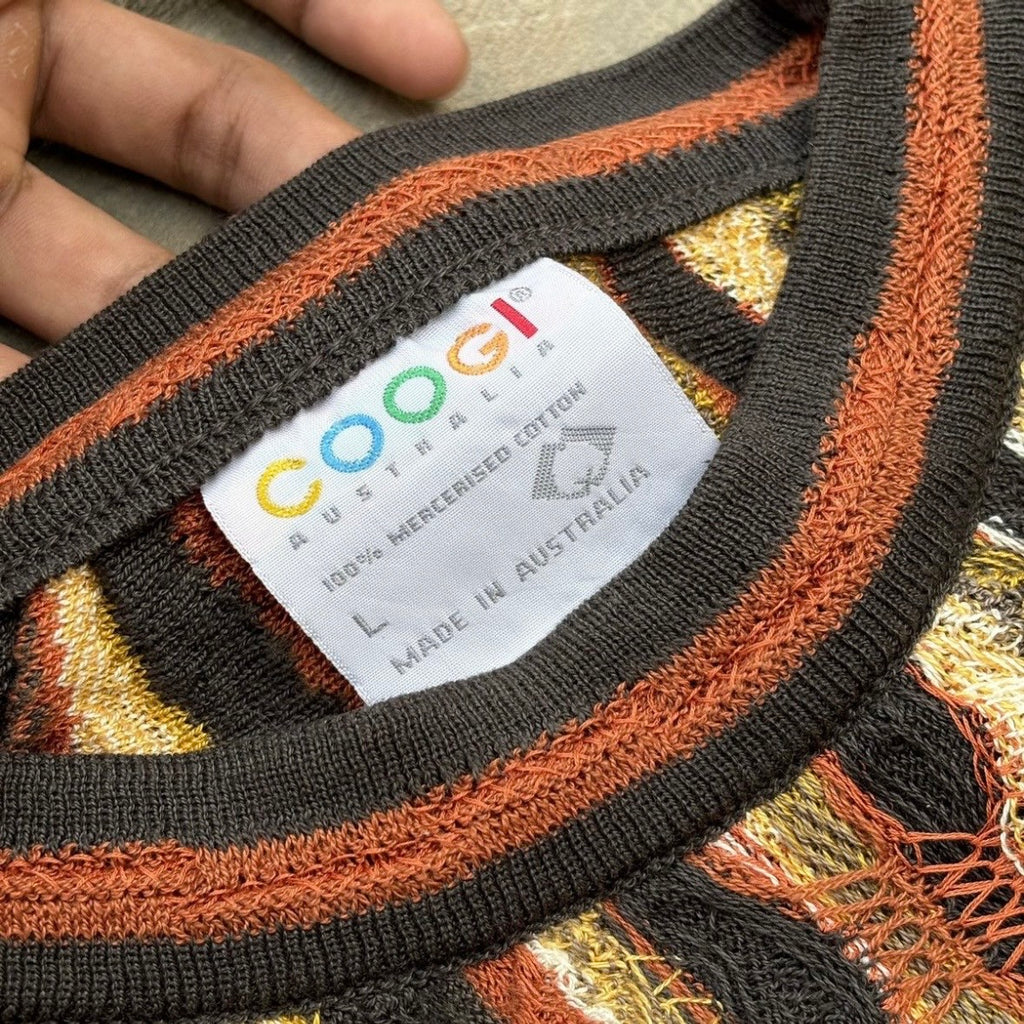 COOGI®
AUSTRALIA
100% MERCERISED COTTON
L
MADE IN AUSTRALIA